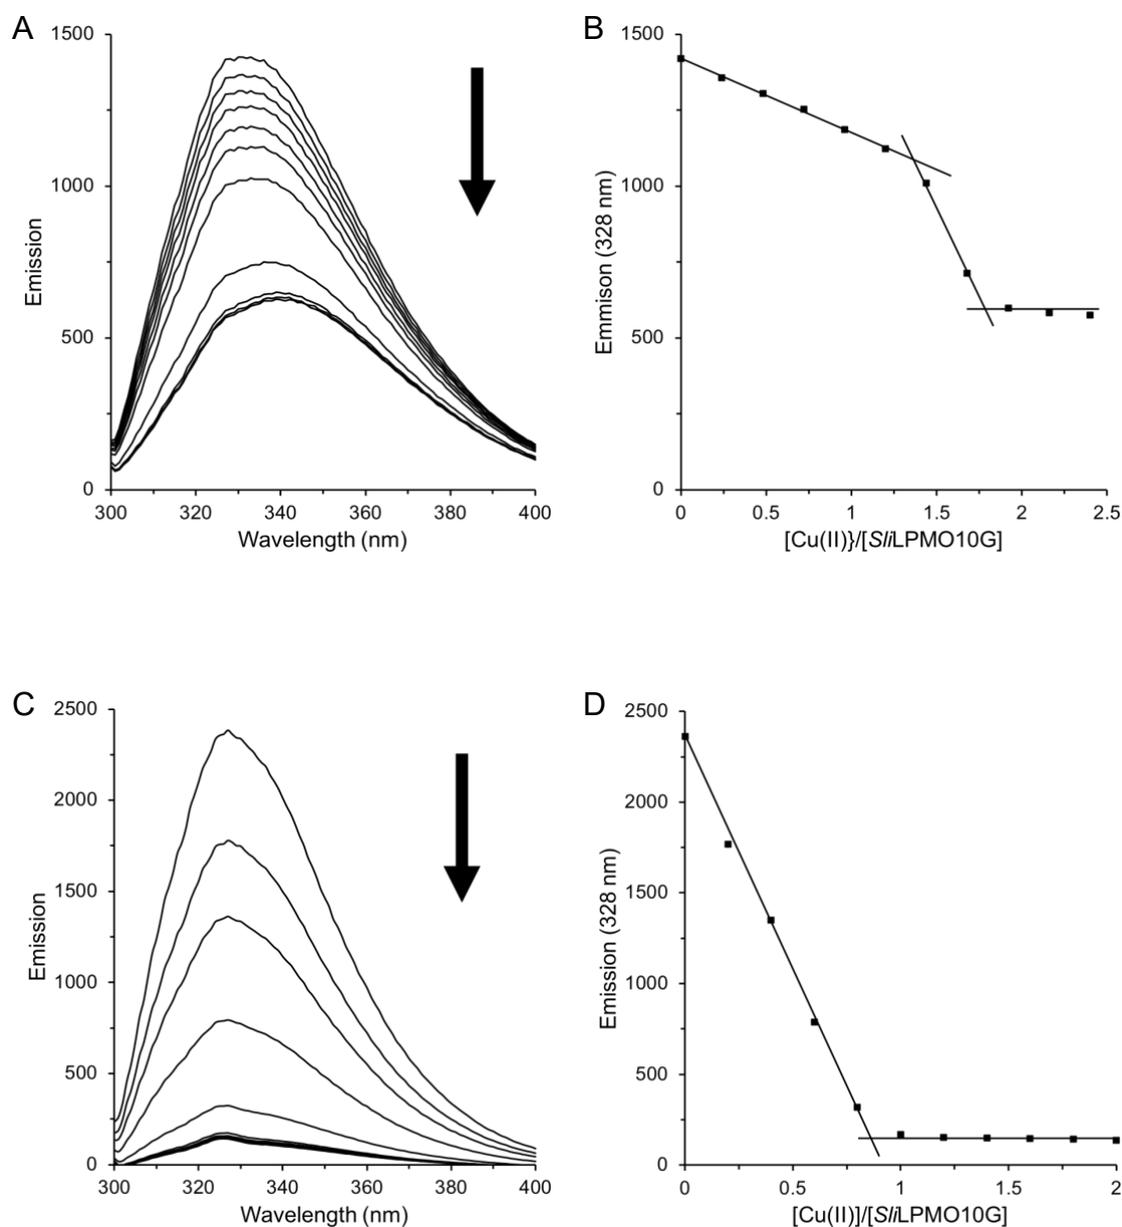 A
1500
1000
500
0
Emission
300 320 340 360 380 400
Wavelength (nm)
B
1500
1000
500
0
Emmison (328 nm)
0 0.5 1 1.5 2 2.5
[Cu(II)}/[SliLPMO10G]
C
2500
2000
1500
1000
500
0
Emission
300 320 340 360 380 400
Wavelength (nm)
D
2500
2000
1500
1000
500
0
Emission (328 nm)
0 0.5 1 1.5 2
[Cu(II)]/[SliLPMO10G]